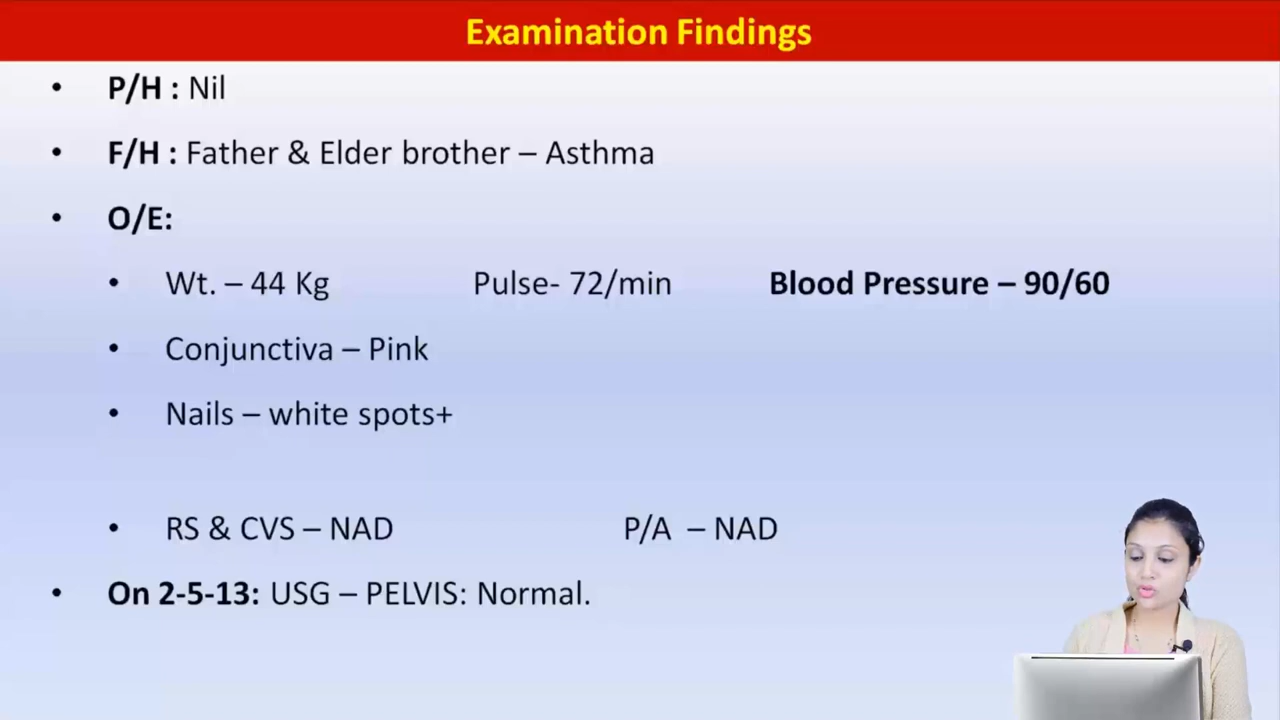 Examination Findings
• P/H : Nil
• F/H : Father & Elder brother – Asthma
• O/E:
• Wt. – 44 Kg Pulse- 72/min Blood Pressure – 90/60
• Conjunctiva – Pink
• Nails – white spots+
• RS & CVS – NAD P/A – NAD
• On 2-5-13: USG – PELVIS: Normal.